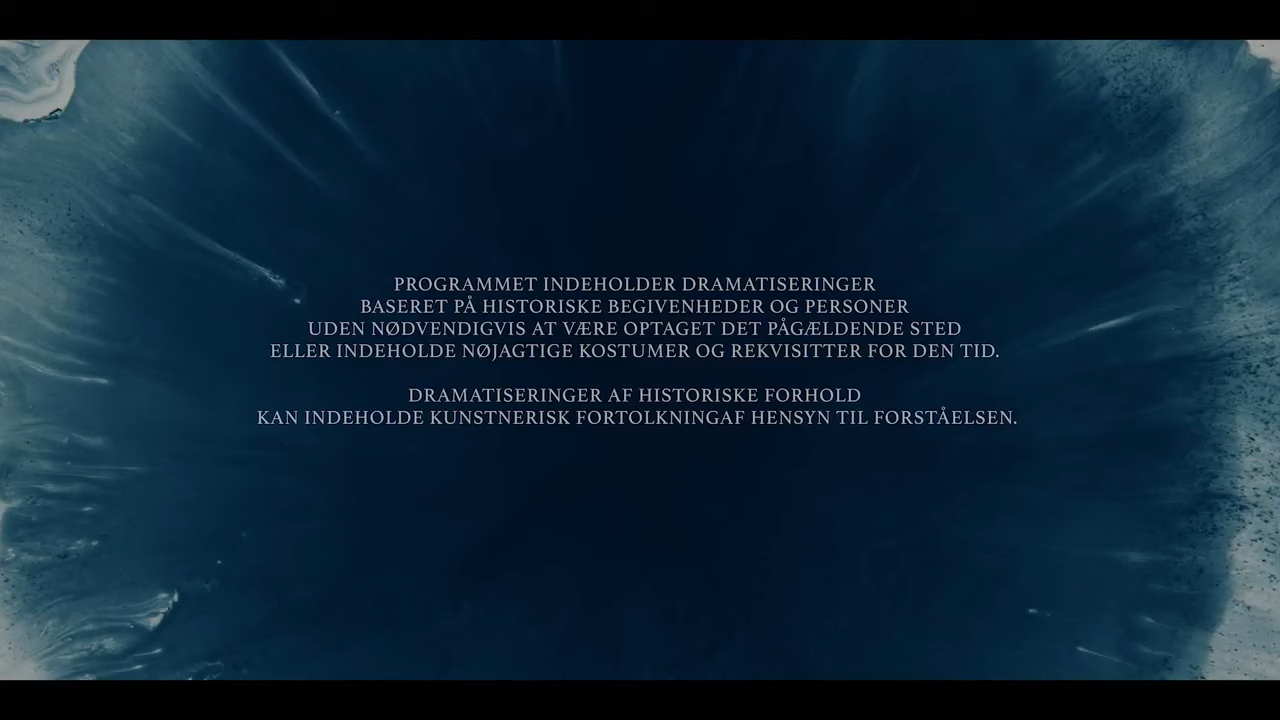 PROGRAMMET INDEHOLDER DRAMATISERINGER
BASERET PÅ HISTORISKE BEGIVENHEDER OG PERSONER
UDEN NØDVENDIGVIS AT VÆRE OPTAGET DET PÅGÆLDENDE STED
ELLER INDEHOLDE NØJAGTIGE KOSTUMER OG REKVISITTER FOR DEN TID.
DRAMATISERINGER AF HISTORISKE FORHOLD
KAN INDEHOLDE KUNSTNERISK FORTOLKNINGAF HENSYN TIL FORSTÅELSEN.